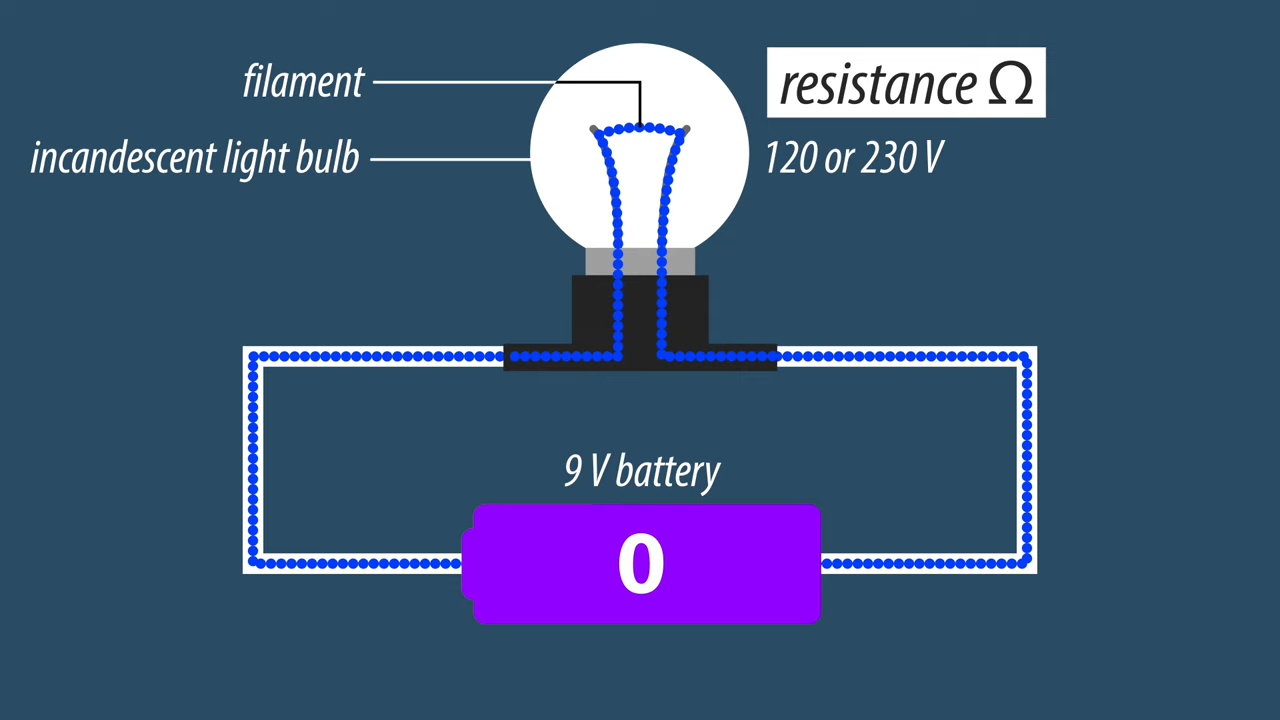 filament
resistance Ω
incandescent light bulb
120 or 230 V
9 V battery
0